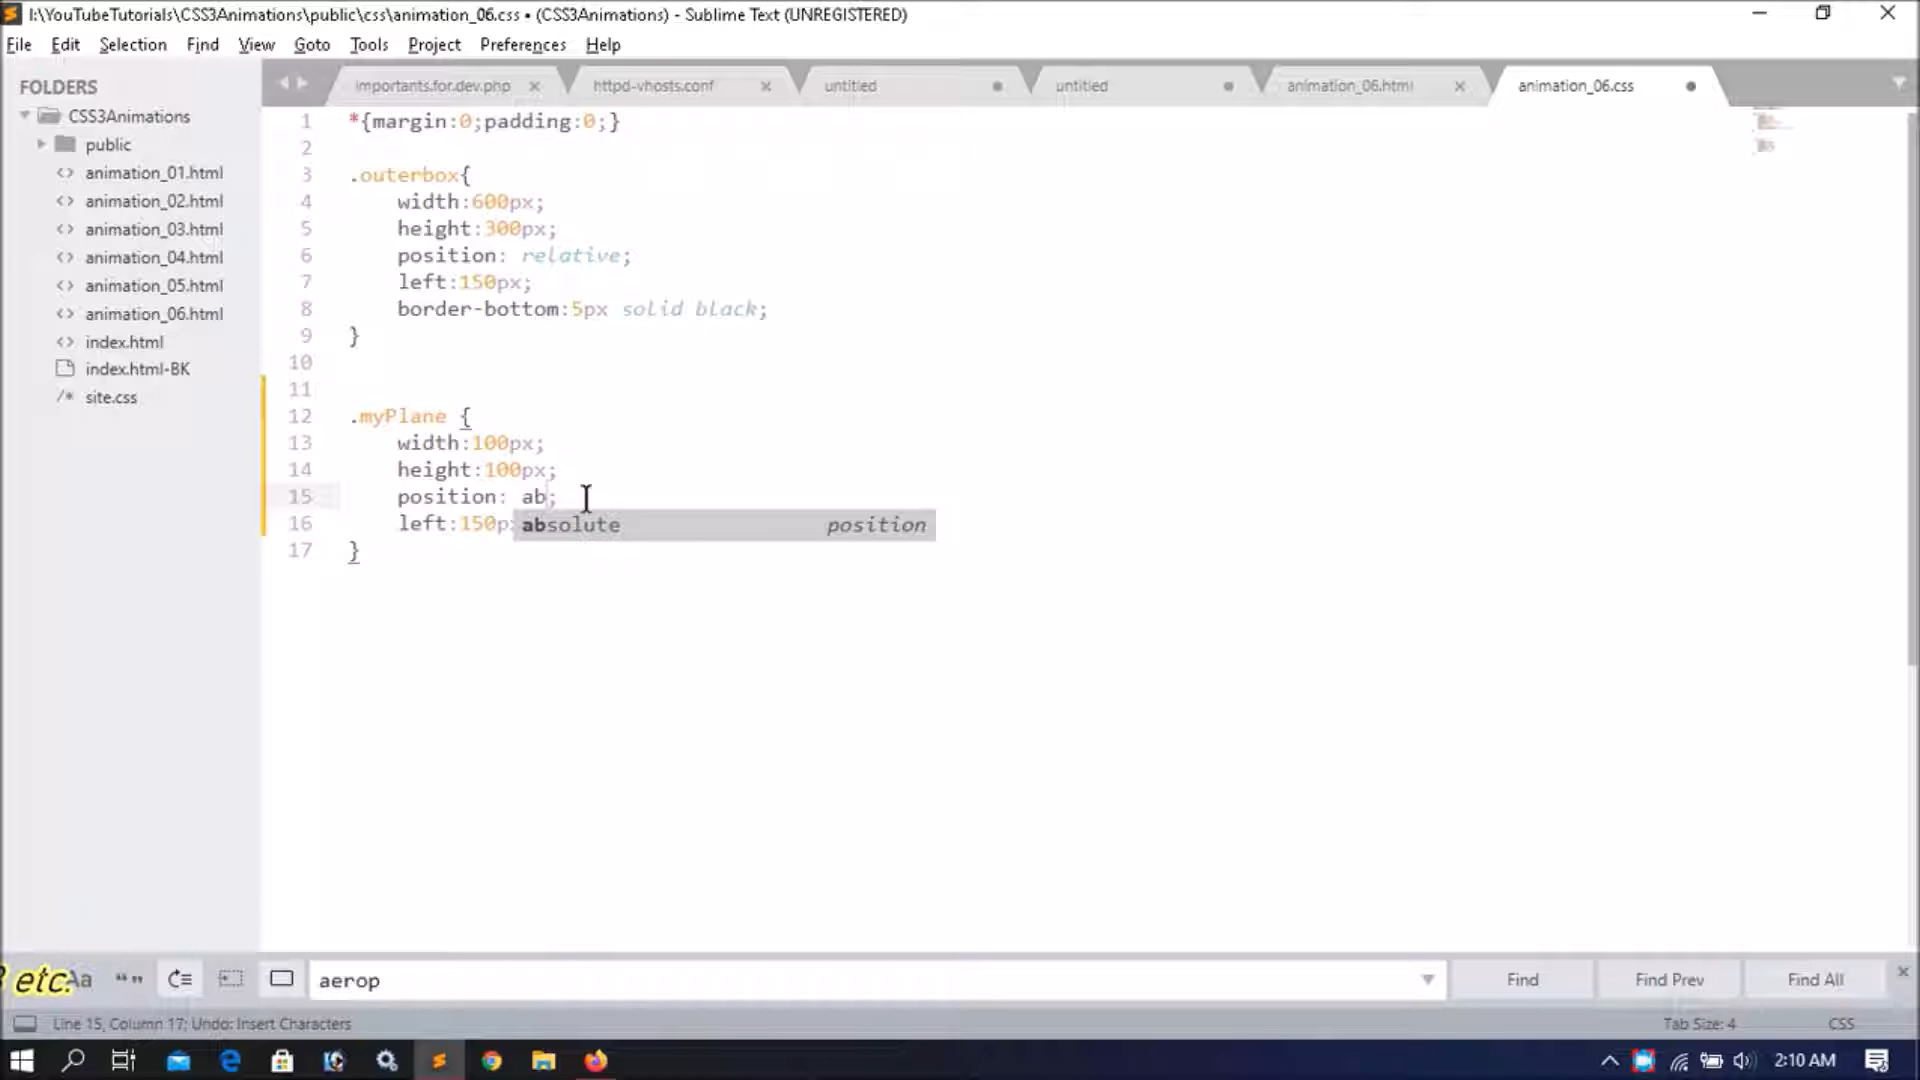 I:\YouTubeTutorials\CSS3Animations\public\css\animation_06.css • (CSS3Animations) - Sublime Text (UNREGISTERED)
File Edit Selection Find View Goto Tools Project Preferences Help
FOLDERS
CSS3Animations
public
animation_01.html
animation_02.html
animation_03.html
animation_04.html
animation_05.html
animation_06.html
index.html
index.html-BK
site.css
importants.for.dev.php httpd-vhosts.conf untitled untitled animation_06.html animation_06.css
1 *{margin:0;padding:0;}
2
3 .outerbox{
4 width:600px;
5 height:300px;
6 position: relative;
7 left:150px;
8 border-bottom:5px solid black;
9 }
10
11
12 .myPlane {
13 width:100px;
14 height:100px;
15 position: ab;
16 left:150p
absolute position
17 }
etc. Aa “” aerop Find Find Prev Find All
Line 15, Column 17; Undo: Insert Characters Tab Size: 4 CSS
2:10 AM